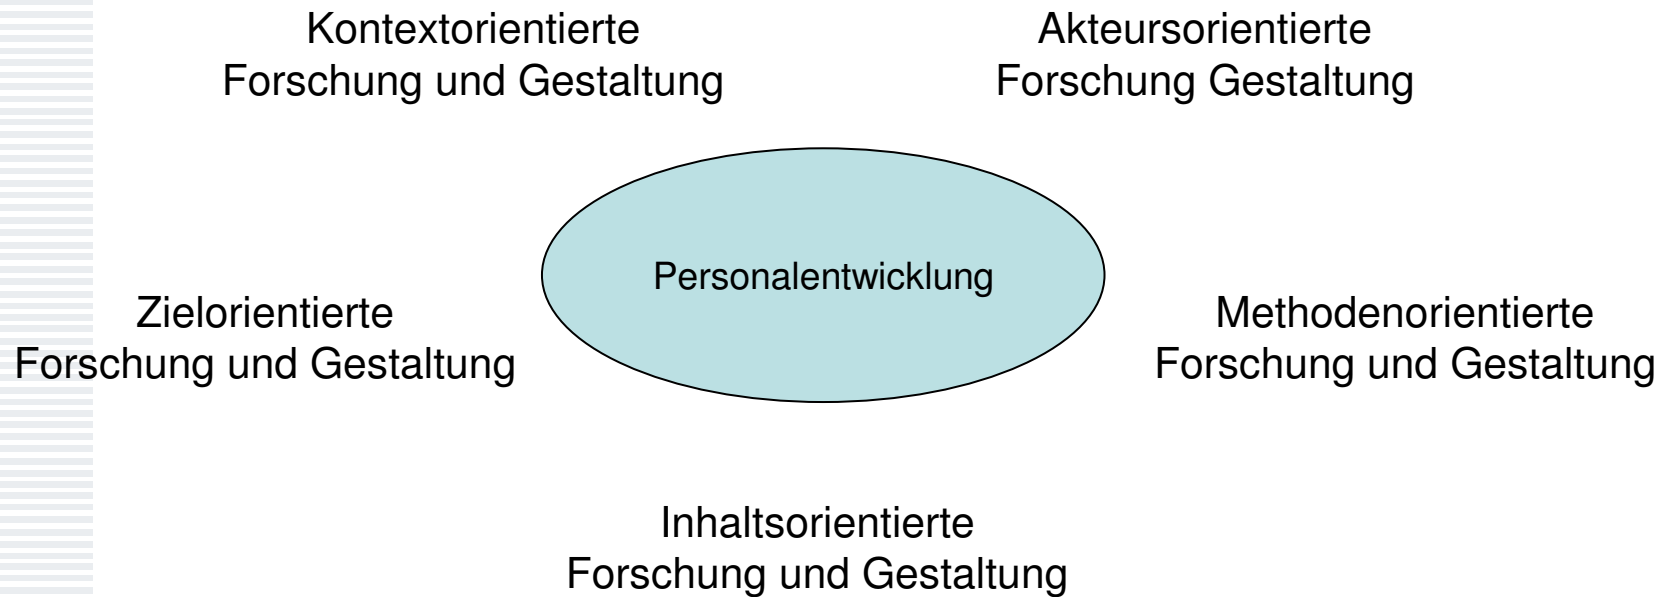 Kontextorientierte
Forschung und Gestaltung
Akteursorientierte
Forschung Gestaltung
Personalentwicklung
Zielorientierte
Forschung und Gestaltung
Methodenorientierte
Forschung und Gestaltung
Inhaltsorientierte
Forschung und Gestaltung